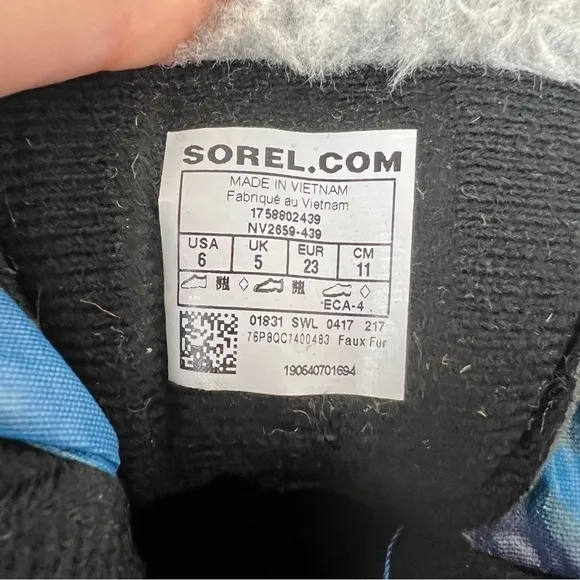 SOREL.COM
MADE IN VIETNAM
Fabriqué au Vietnam
1758802439
NV2659-439
USA UK EUR CM
6 5 23 11
ECA-4
01831 SWL 0417 217
76P8QC7400483 Faux Fur
190640701694